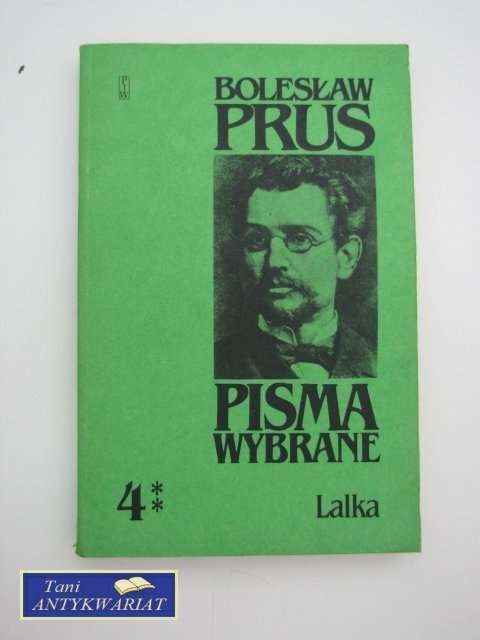 BOLESŁAW
PRUS
PISMA
WYBRANE
4
Lalka
Tani
ANTYKWARIAT